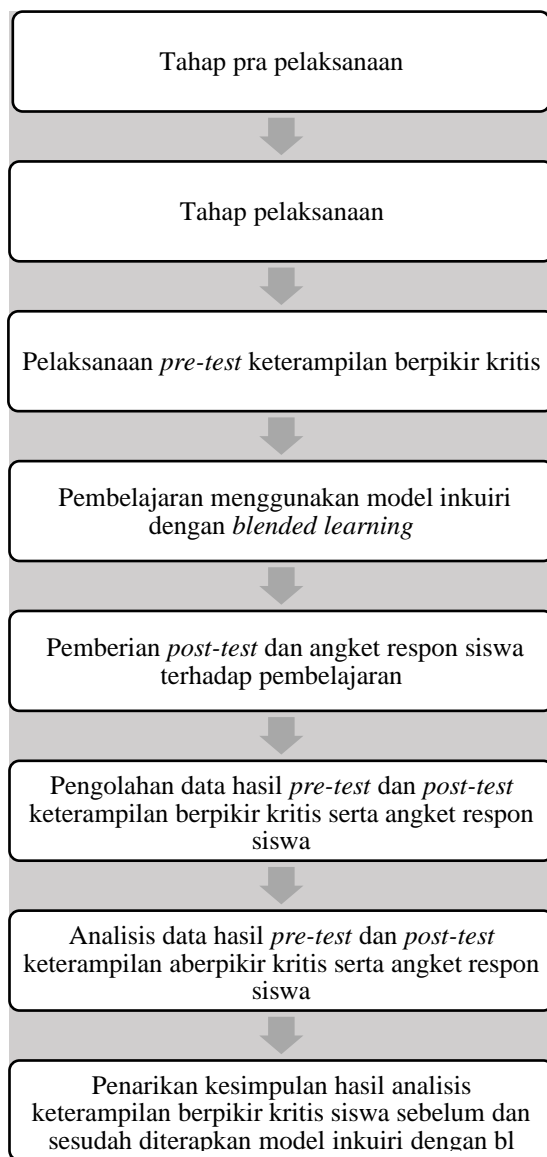 Tahap pra pelaksanaan
Tahap pelaksanaan
Pelaksanaan pre-test keterampilan berpikir kritis
Pembelajaran menggunakan model inkuiri
dengan blended learning
Pemberian post-test dan angket respon siswa
terhadap pembelajaran
Pengolahan data hasil pre-test dan post-test
keterampilan berpikir kritis serta angket respon
siswa
Analisis data hasil pre-test dan post-test
keterampilan aberpikir kritis serta angket respon
siswa
Penarikan kesimpulan hasil analisis
keterampilan berpikir kritis siswa sebelum dan
sesudah diterapkan model inkuiri dengan bl